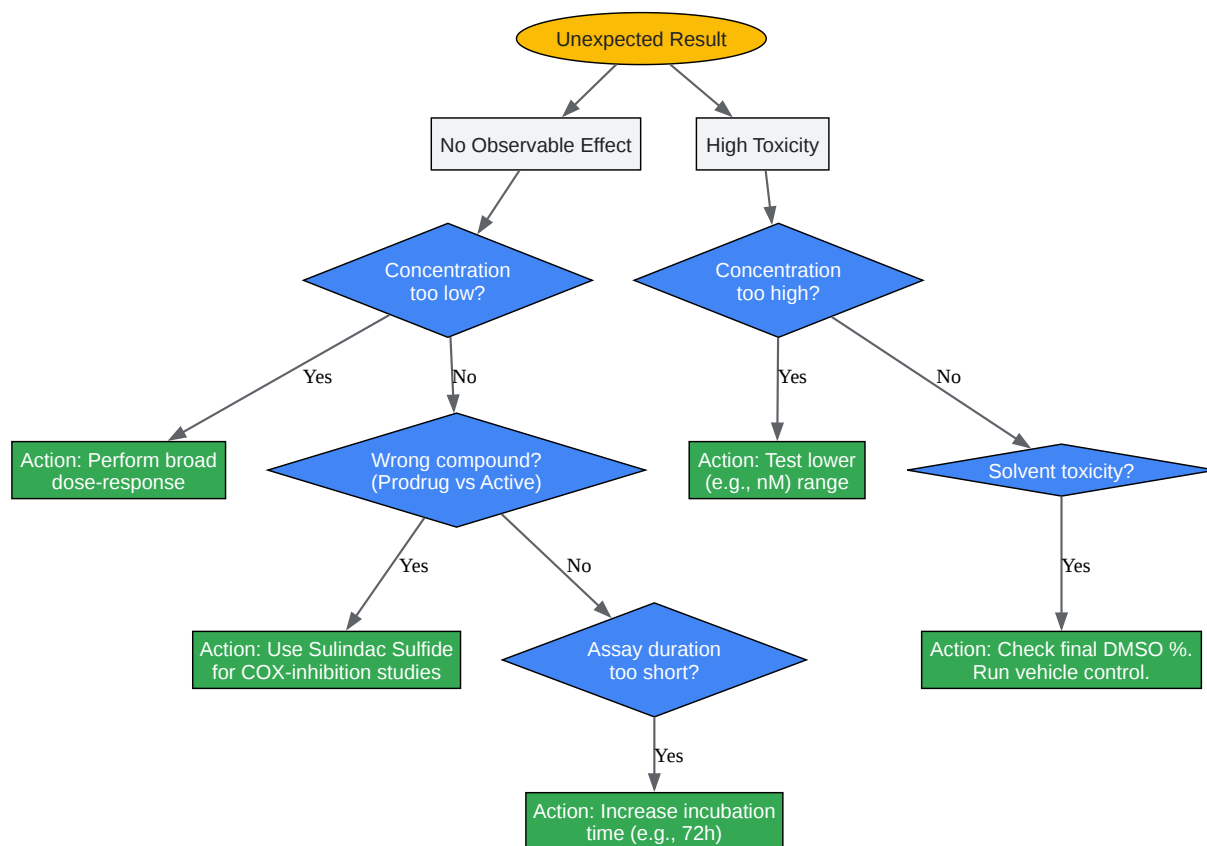 Unexpected Result
No Observable Effect
High Toxicity
Concentration
too low?
Concentration
too high?
Yes
No
Yes
No
Action: Perform broad
dose-response
Wrong compound?
(Prodrug vs Active)
Action: Test lower
(e.g., nM) range
Solvent toxicity?
Yes
No
Yes
Action: Use Sulindac Sulfide
for COX-inhibition studies
Assay duration
too short?
Action: Check final DMSO %.
Run vehicle control.
Yes
Action: Increase incubation
time (e.g., 72h)